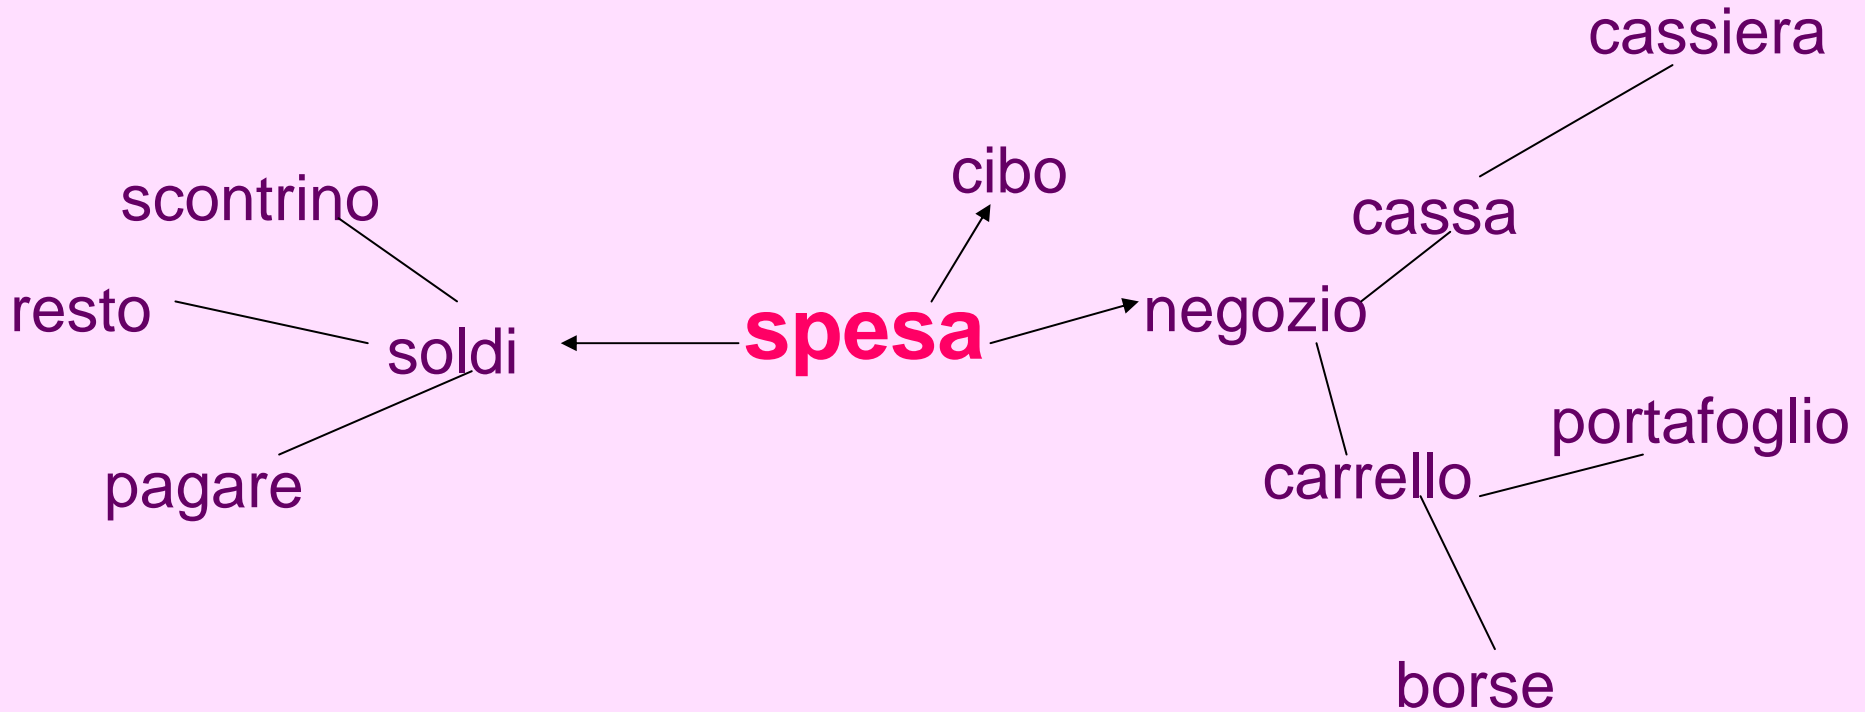 cassiera
cibo
scontrino
cassa
resto
negozio
spesa
soldi
portafoglio
pagare
carrello
borse